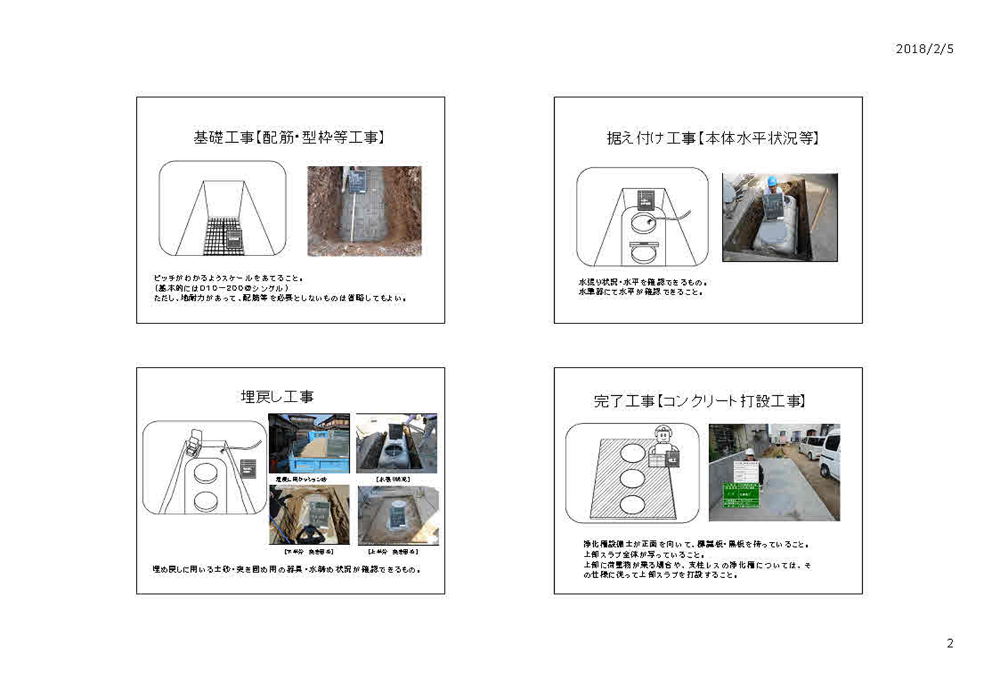 2018/2/5
基礎工事【配筋・型枠等工事】
ピッチがわかるようスケールをあてること。
(基本的にはD10－200@シングル)
ただし、地耐力があって、配筋等を必要としないものは省略してもよい。
据え付け工事【本体水平状況等】
水張り状況・水平を確認できるもの。
水準器にて水平が確認できること。
埋戻し工事
埋戻し用クッション砂
[水張り状況]
[下半分 突き固め]
[上半分 突き固め]
埋め戻しに用いる土砂・突き固め用の器具・水締め状況が確認できるもの。
完了工事【コンクリート打設工事】
浄化槽設備士が正面を向いて、標識板・黒板を持っていること。
上部スラブ全体が写っていること。
上部に荷重物が乗る場合や、支柱レスの浄化槽については、そ
の仕様に従って上部スラブを打設すること。
2